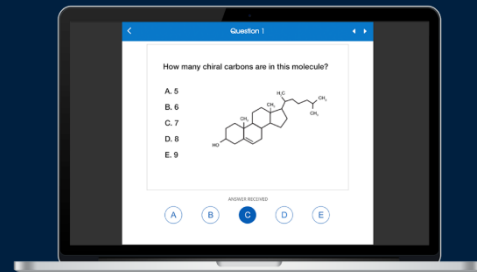 Question 1
How many chiral carbons are in this molecule?
A. 5
B. 6
C. 7
D. 8
E. 9
H₃C
CH₃
CH₃
CH₃
CH₃
HO
ANSWER RECEIVED
A B C D E